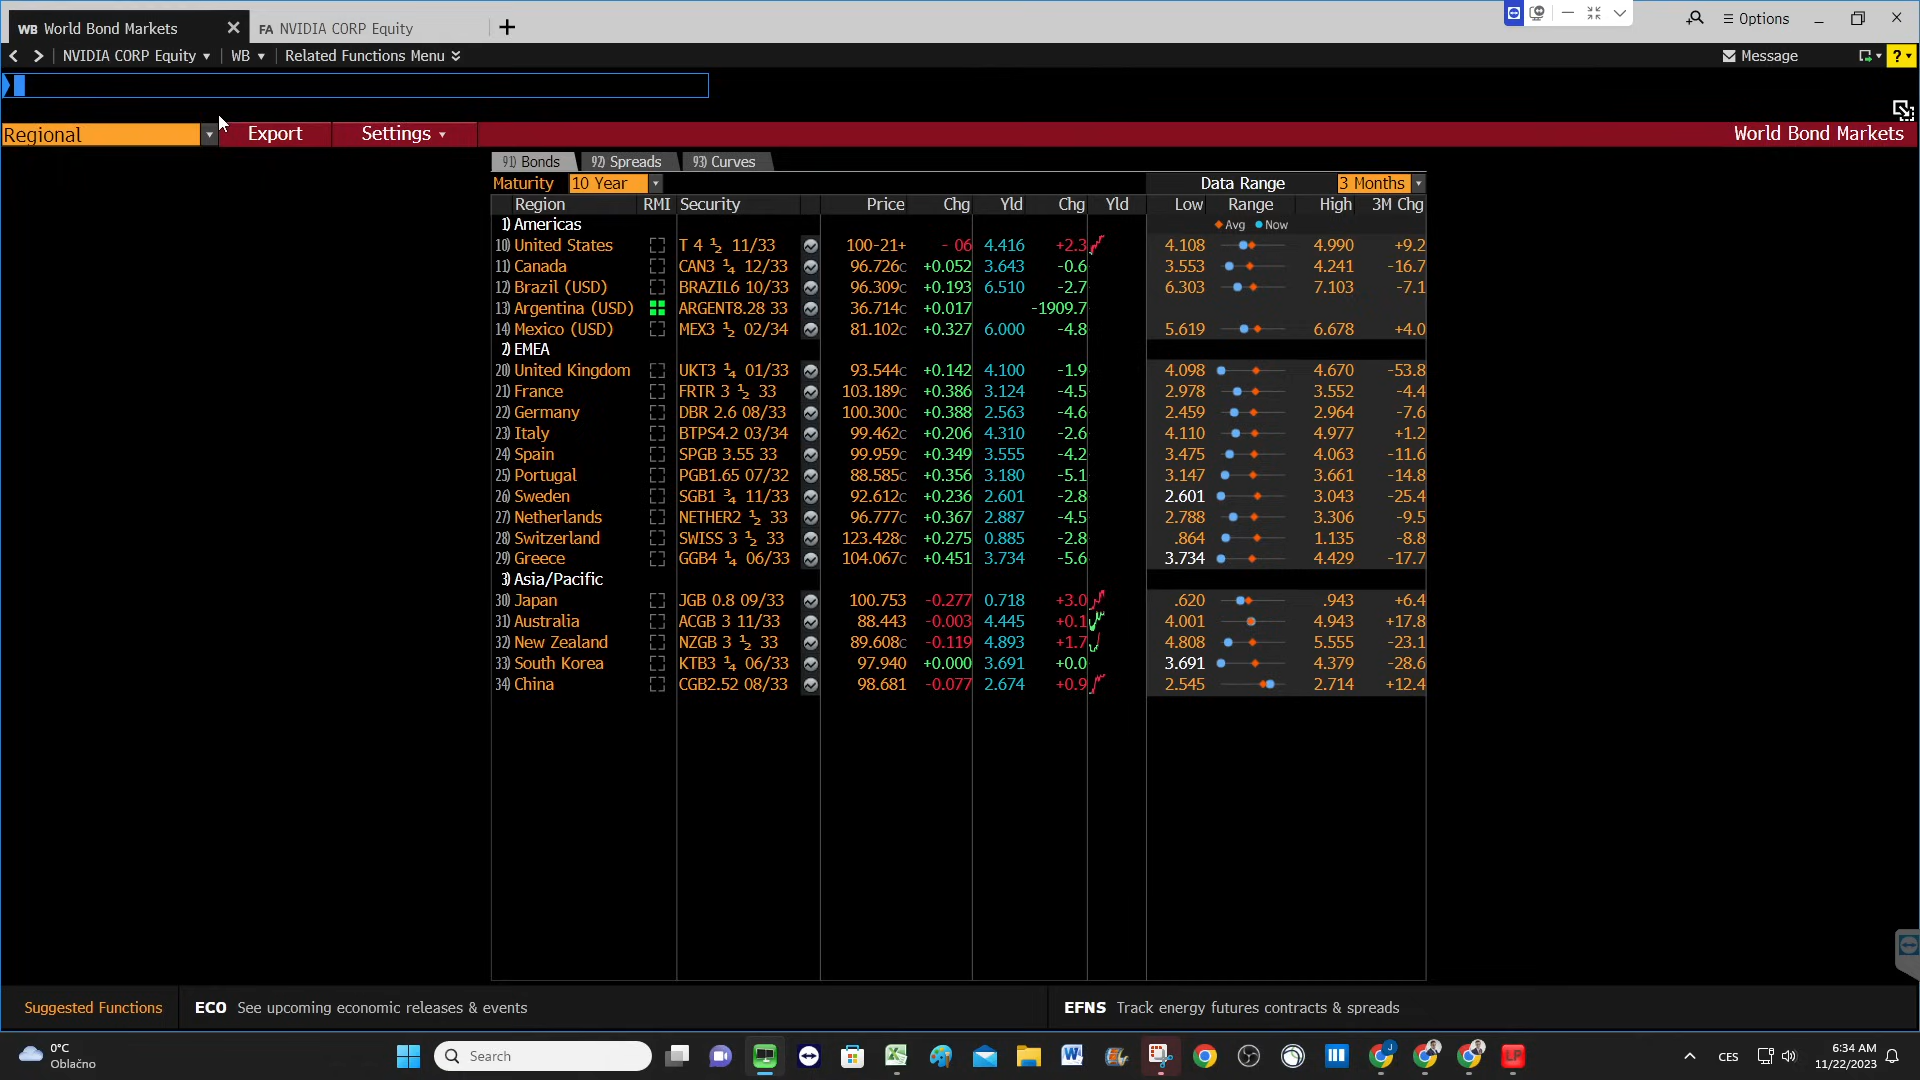 WB World Bond Markets
FA NVIDIA CORP Equity
Options
NVIDIA CORP Equity WB Related Functions Menu
Message ?
Regional Export Settings World Bond Markets
91) Bonds 92) Spreads 93) Curves
Maturity 10 Year Data Range 3 Months
Region RMI Security Price Chg Yld Chg Yld Low Range High 3M Chg
1) Americas Avg Now
10) United States T 4 ½ 11/33 100-21+ - 06 4.416 +2.3 4.108 4.990 +9.2
11) Canada CAN3 ¼ 12/33 96.726c +0.052 3.643 -0.6 3.553 4.241 -16.7
12) Brazil (USD) BRAZIL6 10/33 96.309c +0.193 6.510 -2.7 6.303 7.103 -7.1
13) Argentina (USD) ARGENT8.28 33 36.714c +0.017 -1909.7
14) Mexico (USD) MEX3 ½ 02/34 81.102c +0.327 6.000 -4.8 5.619 6.678 +4.0
2) EMEA
20) United Kingdom UKT3 ¼ 01/33 93.544c +0.142 4.100 -1.9 4.098 4.670 -53.8
21) France FRTR 3 ½ 33 103.189c +0.386 3.124 -4.5 2.978 3.552 -4.4
22) Germany DBR 2.6 08/33 100.300c +0.388 2.563 -4.6 2.459 2.964 -7.6
23) Italy BTPS4.2 03/34 99.462c +0.206 4.310 -2.6 4.110 4.977 +1.2
24) Spain SPGB 3.55 33 99.959c +0.349 3.555 -4.2 3.475 4.063 -11.6
25) Portugal PGB1.65 07/32 88.585c +0.356 3.180 -5.1 3.147 3.661 -14.8
26) Sweden SGB1 ¾ 11/33 92.612c +0.236 2.601 -2.8 2.601 3.043 -25.4
27) Netherlands NETHER2 ½ 33 96.777c +0.367 2.887 -4.5 2.788 3.306 -9.5
28) Switzerland SWISS 3 ½ 33 123.428c +0.275 0.885 -2.8 .864 1.135 -8.8
29) Greece GGB4 ¼ 06/33 104.067c +0.451 3.734 -5.6 3.734 4.429 -17.7
3) Asia/Pacific
30) Japan JGB 0.8 09/33 100.753 -0.277 0.718 +3.0 .620 .943 +6.4
31) Australia ACGB 3 11/33 88.443 -0.003 4.445 +0.1 4.001 4.943 +17.8
32) New Zealand NZGB 3 ½ 33 89.608c -0.119 4.893 +1.7 4.808 5.555 -23.1
33) South Korea KTB3 ¼ 06/33 97.940 +0.000 3.691 +0.0 3.691 4.379 -28.6
34) China CGB2.52 08/33 98.681 -0.077 2.674 +0.9 2.545 2.714 +12.4
Suggested Functions ECO See upcoming economic releases & events EFNS Track energy futures contracts & spreads
0°C
Oblačno
Search
CES
6:34 AM
11/22/2023